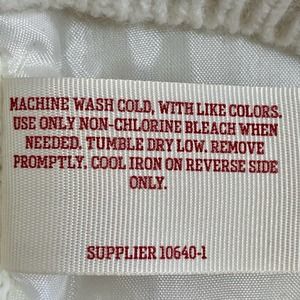 MACHINE WASH COLD, WITH LIKE COLORS.
USE ONLY NON-CHLORINE BLEACH WHEN
NEEDED. TUMBLE DRY LOW. REMOVE
PROMPTLY. COOL IRON ON REVERSE SIDE
ONLY.
SUPPLIER 10640-1